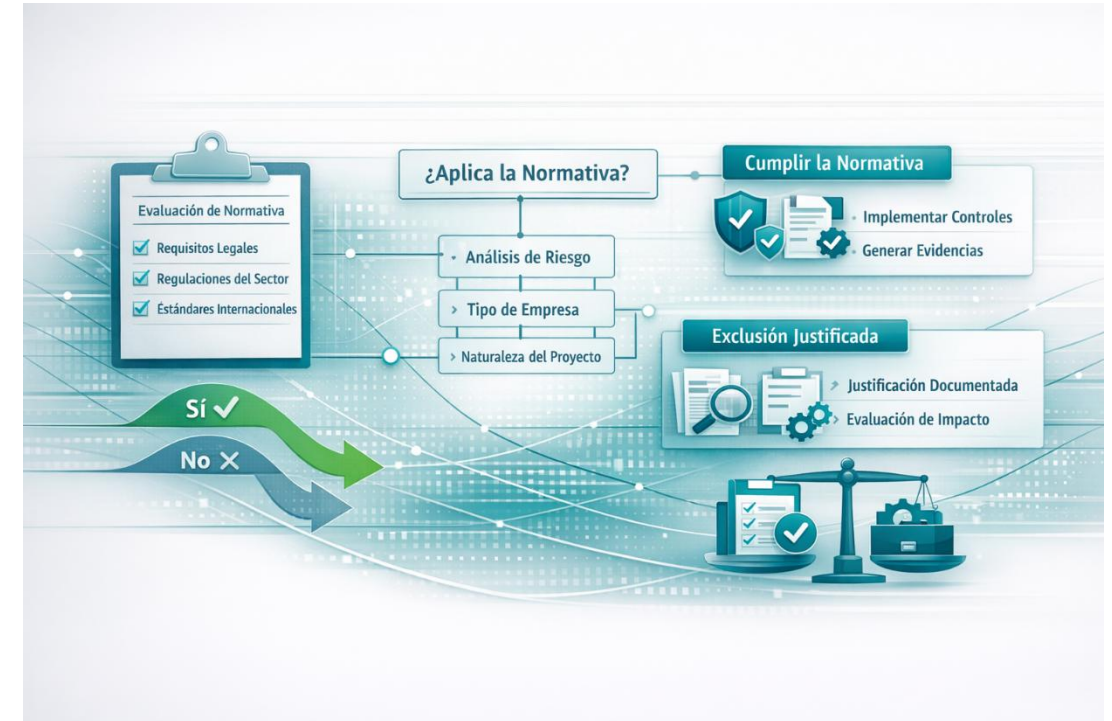 Evaluación de Normativa
Requisitos Legales
Regulaciones del Sector
Éstándares Internacionales
Sí ✓
No ✕
¿Aplica la Normativa?
Análisis de Riesgo
› Tipo de Empresa
› Naturaleza del Proyecto
Cumplir la Normativa
Implementar Controles
Generar Evidencias
Exclusión Justificada
Justificación Documentada
Evaluación de Impacto